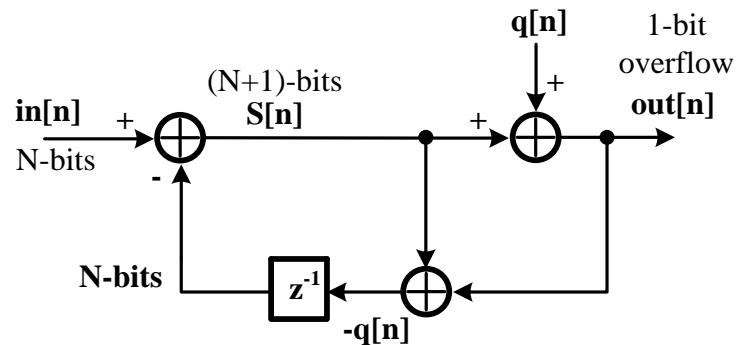 q[n]
1-bit
overflow
out[n]
(N+1)-bits
S[n]
in[n]
N-bits
+
+
+
-
N-bits
z⁻¹
-q[n]